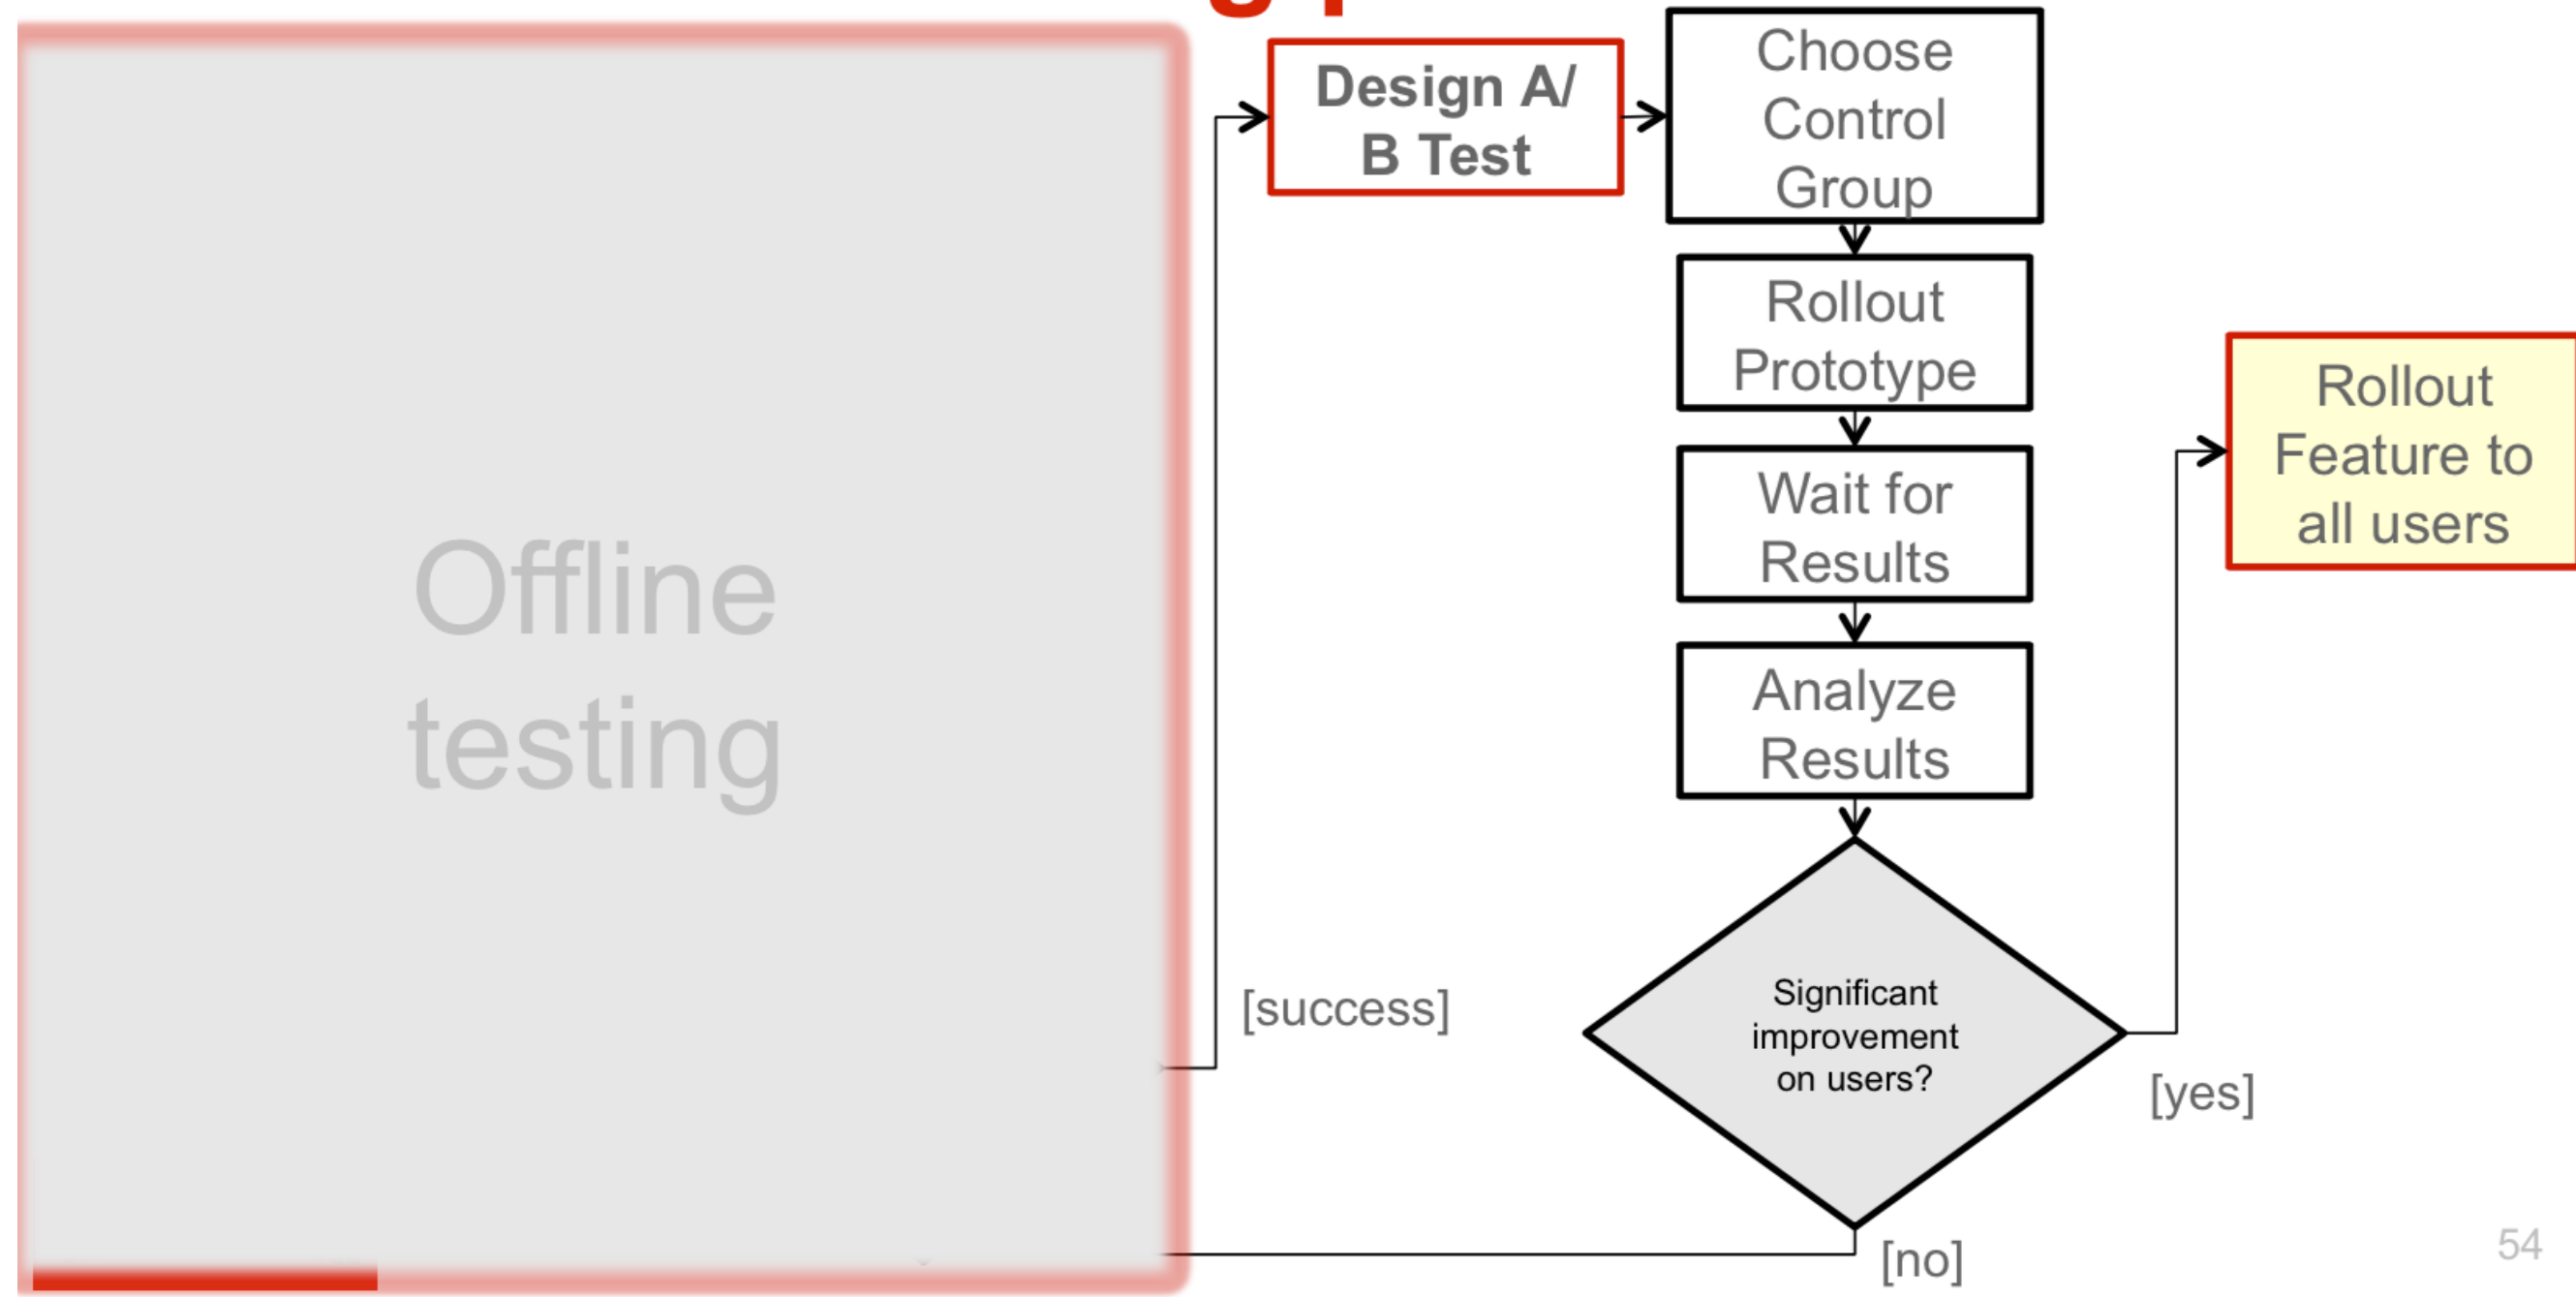 Offline
testing
[success]
Design A/
B Test
Choose
Control
Group
Rollout
Prototype
Wait for
Results
Analyze
Results
Significant
improvement
on users?
[yes]
[no]
Rollout
Feature to
all users
54